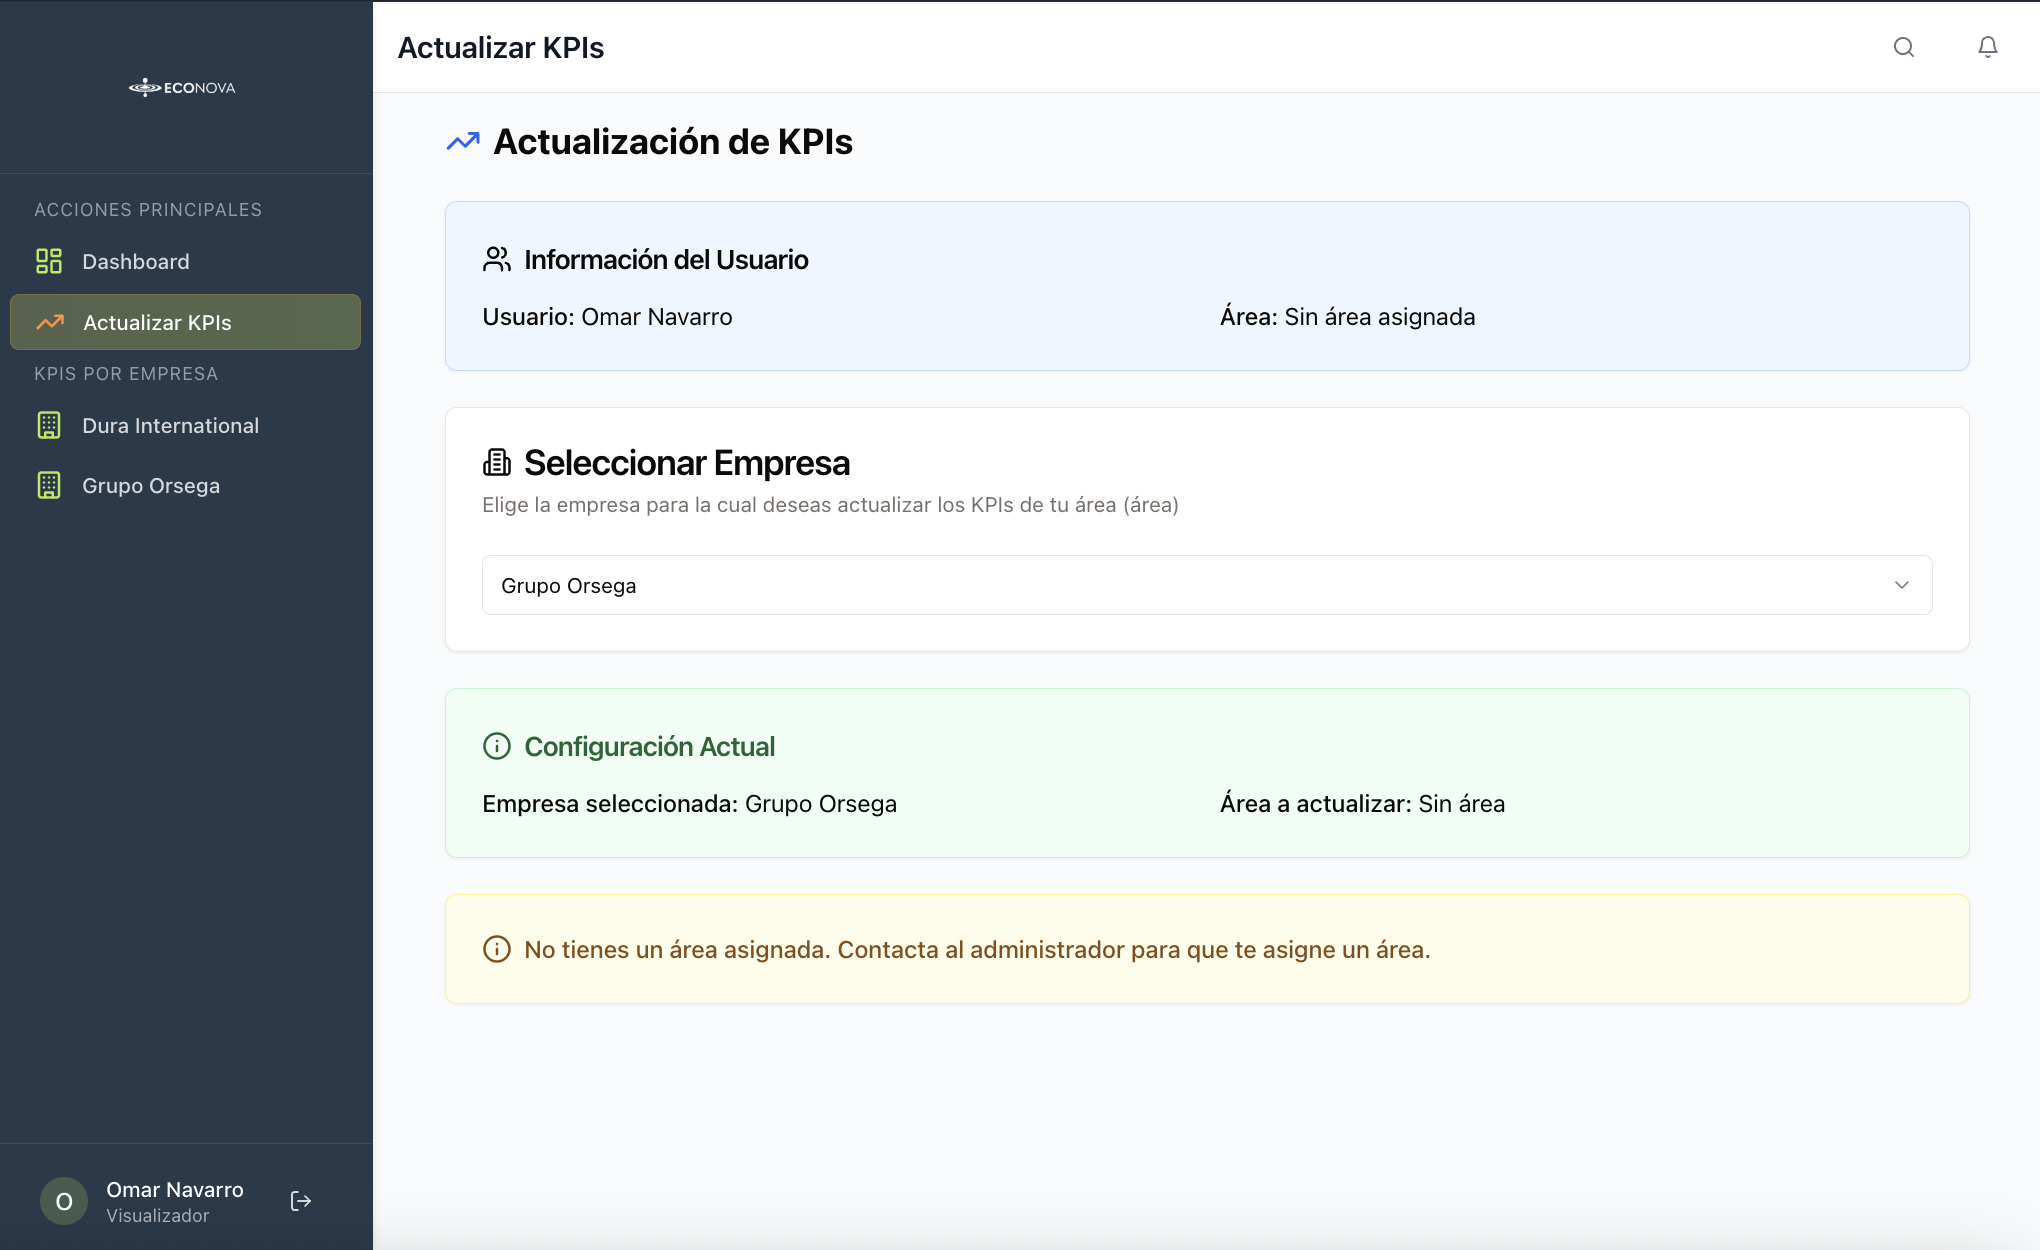 ECONOVA
ACCIONES PRINCIPALES
Dashboard
Actualizar KPIs
KPIS POR EMPRESA
Dura International
Grupo Orsega
O
Omar Navarro
Visualizador
Actualizar KPIs
Actualización de KPIs
Información del Usuario
Usuario: Omar Navarro
Área: Sin área asignada
Seleccionar Empresa
Elige la empresa para la cual deseas actualizar los KPIs de tu área (área)
Grupo Orsega
Configuración Actual
Empresa seleccionada: Grupo Orsega
Área a actualizar: Sin área
No tienes un área asignada. Contacta al administrador para que te asigne un área.